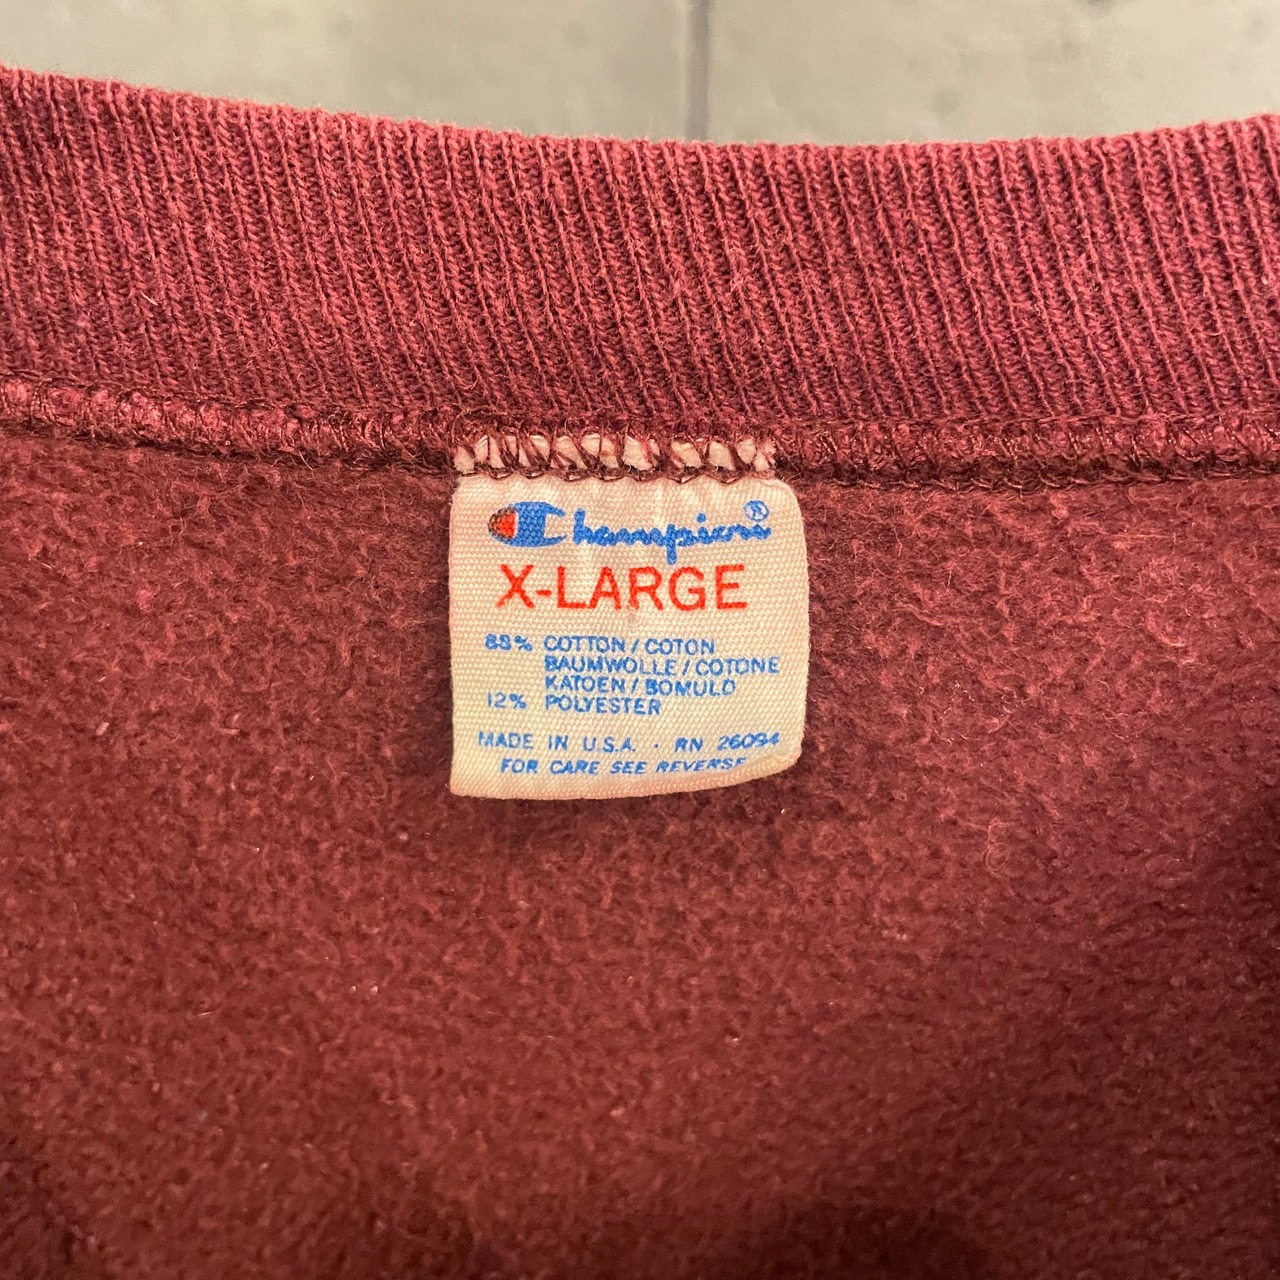 Champion®
X-LARGE
88% COTTON / COTON
BAUMWOLLE / COTONE
KATOEN / BOMULD
12% POLYESTER
MADE IN U.S.A. · RN 26094
FOR CARE SEE REVERSE